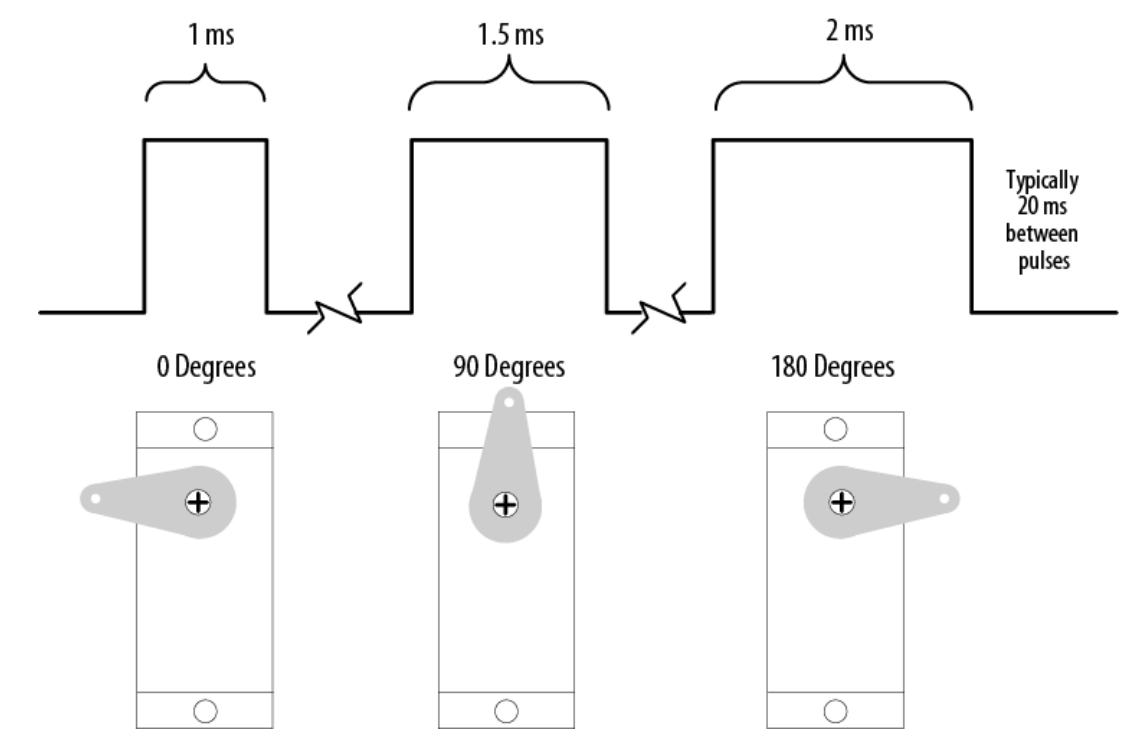 1 ms
1.5 ms
2 ms
Typically
20 ms
between
pulses
0 Degrees
90 Degrees
180 Degrees